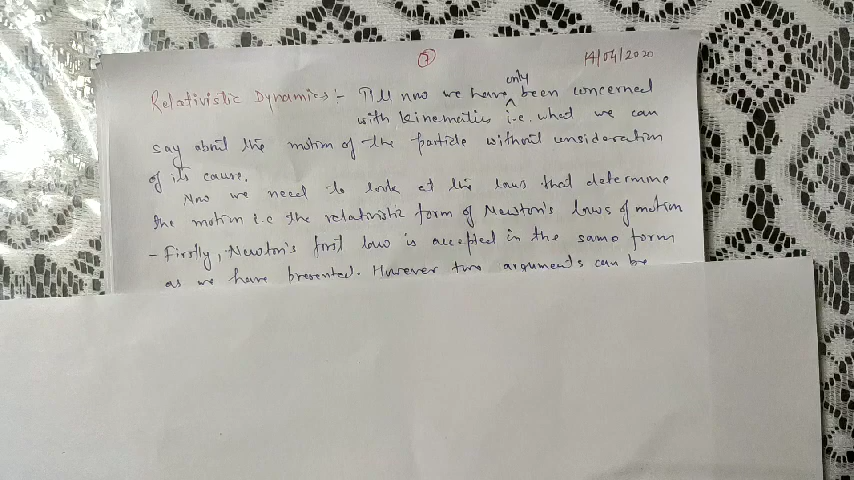 7
14/04/2020
Relativistic Dynamics :- Till now we have only been concerned
with kinematics i.e. what we can
say about the motion of the particle without consideration
of its cause.
Now we need to look at the laws that determine
the motion i.e the relativistic form of Newton's laws of motion
- Firstly, Newton's first law is accepted in the same form
as we have presented. However two arguments can be